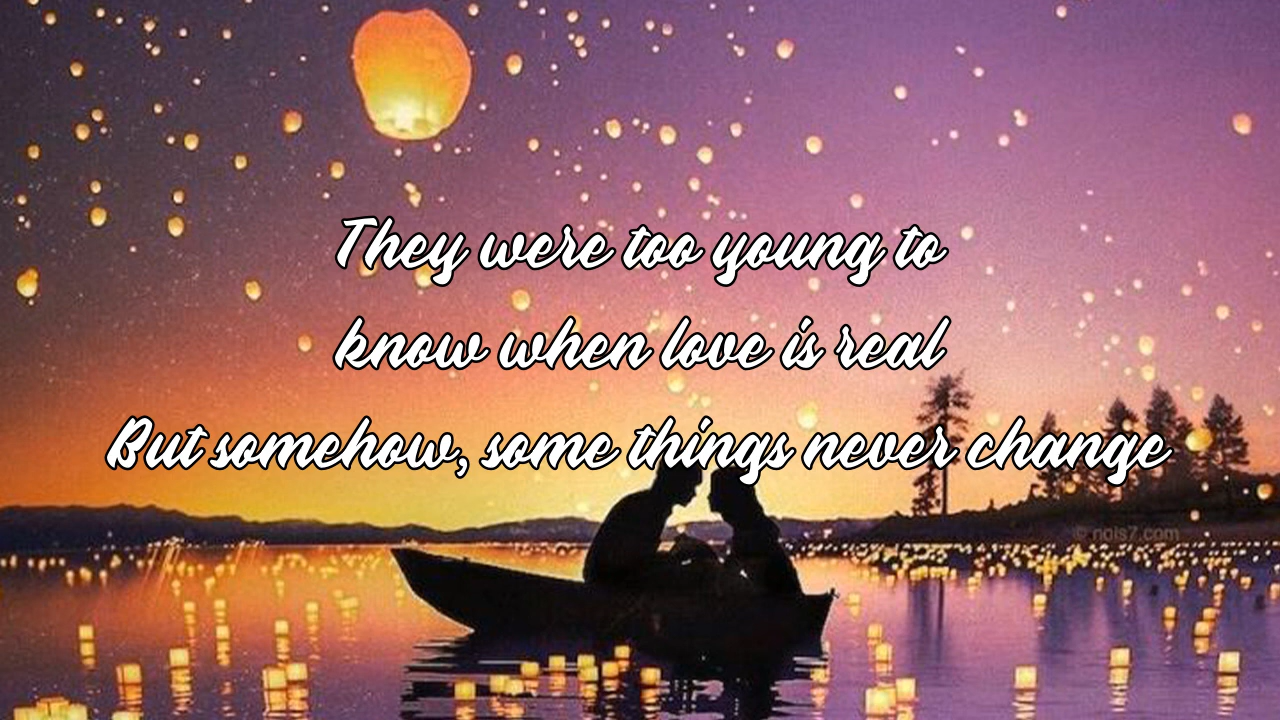 They were too young to
know when love is real
But somehow, some things never change
© nois7.com